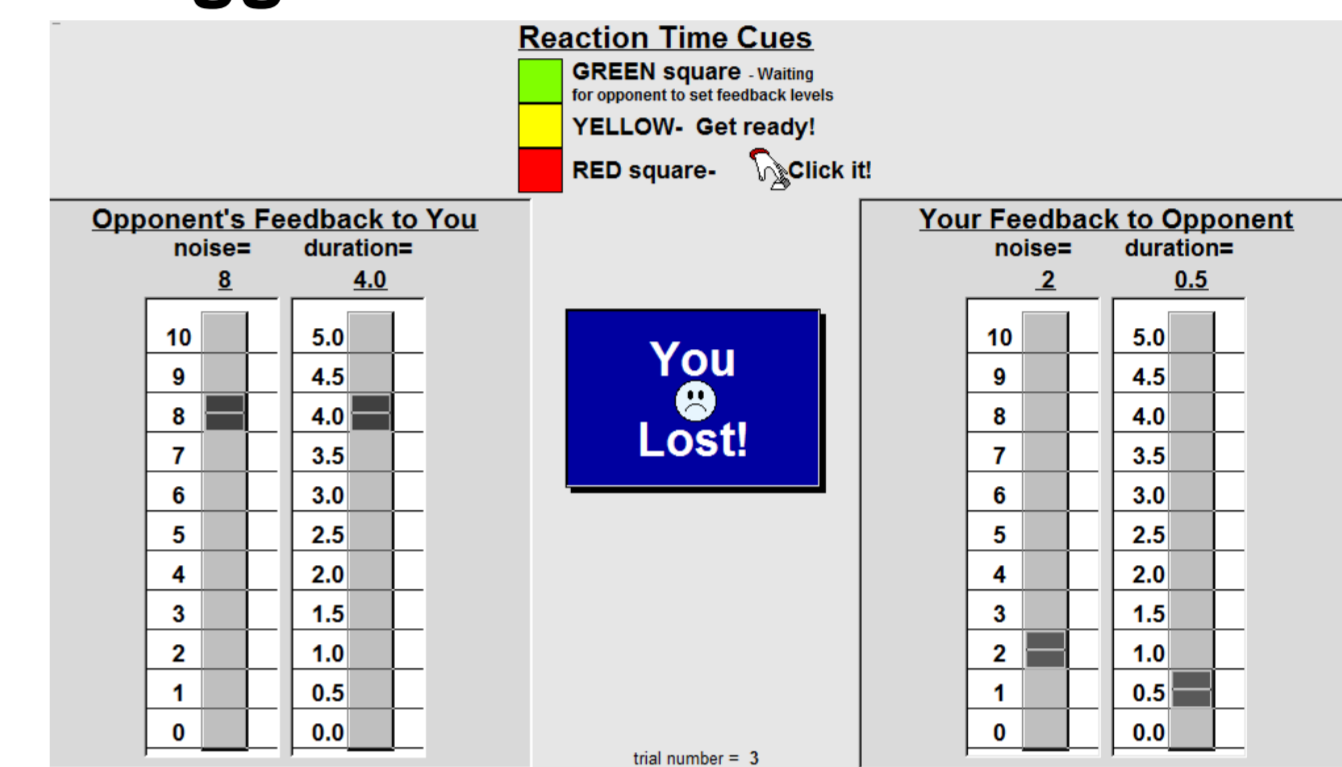 gg
Reaction Time Cues
GREEN square - Waiting
for opponent to set feedback levels
YELLOW- Get ready!
RED square- Click it!
Opponent's Feedback to You
noise= duration=
8 4.0
10 5.0
9 4.5
8 4.0
7 3.5
6 3.0
5 2.5
4 2.0
3 1.5
2 1.0
1 0.5
0 0.0
You
Lost!
trial number = 3
Your Feedback to Opponent
noise= duration=
2 0.5
10 5.0
9 4.5
8 4.0
7 3.5
6 3.0
5 2.5
4 2.0
3 1.5
2 1.0
1 0.5
0 0.0